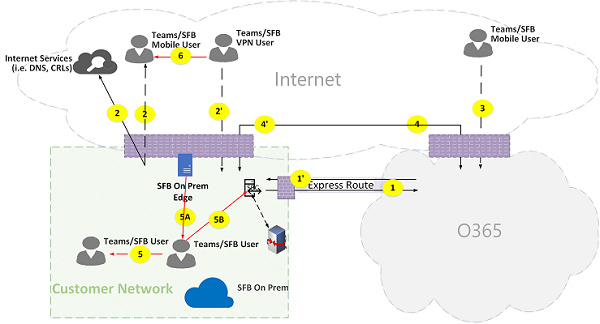 Teams/SFB
Mobile User
Teams/SFB
VPN User
Teams/SFB
Mobile User
Internet Services
(i.e. DNS, CRLs)
6
Internet
2
2
2'
3
4'
4
SFB On Prem
Edge
1'
Express Route
1
5A
5B
Teams/SFB User
Teams/SFB User
5
O365
Customer Network
SFB On Prem